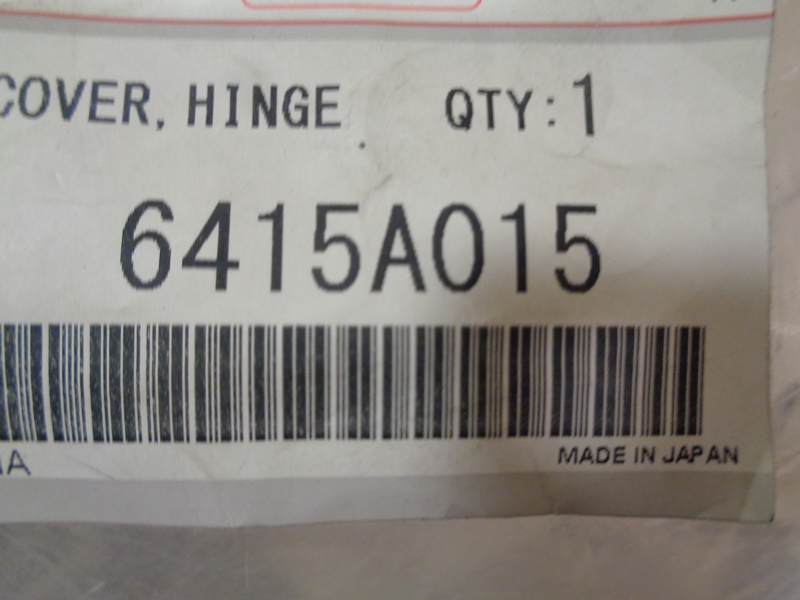 COVER, HINGE QTY:1
6415A015
MADE IN JAPAN